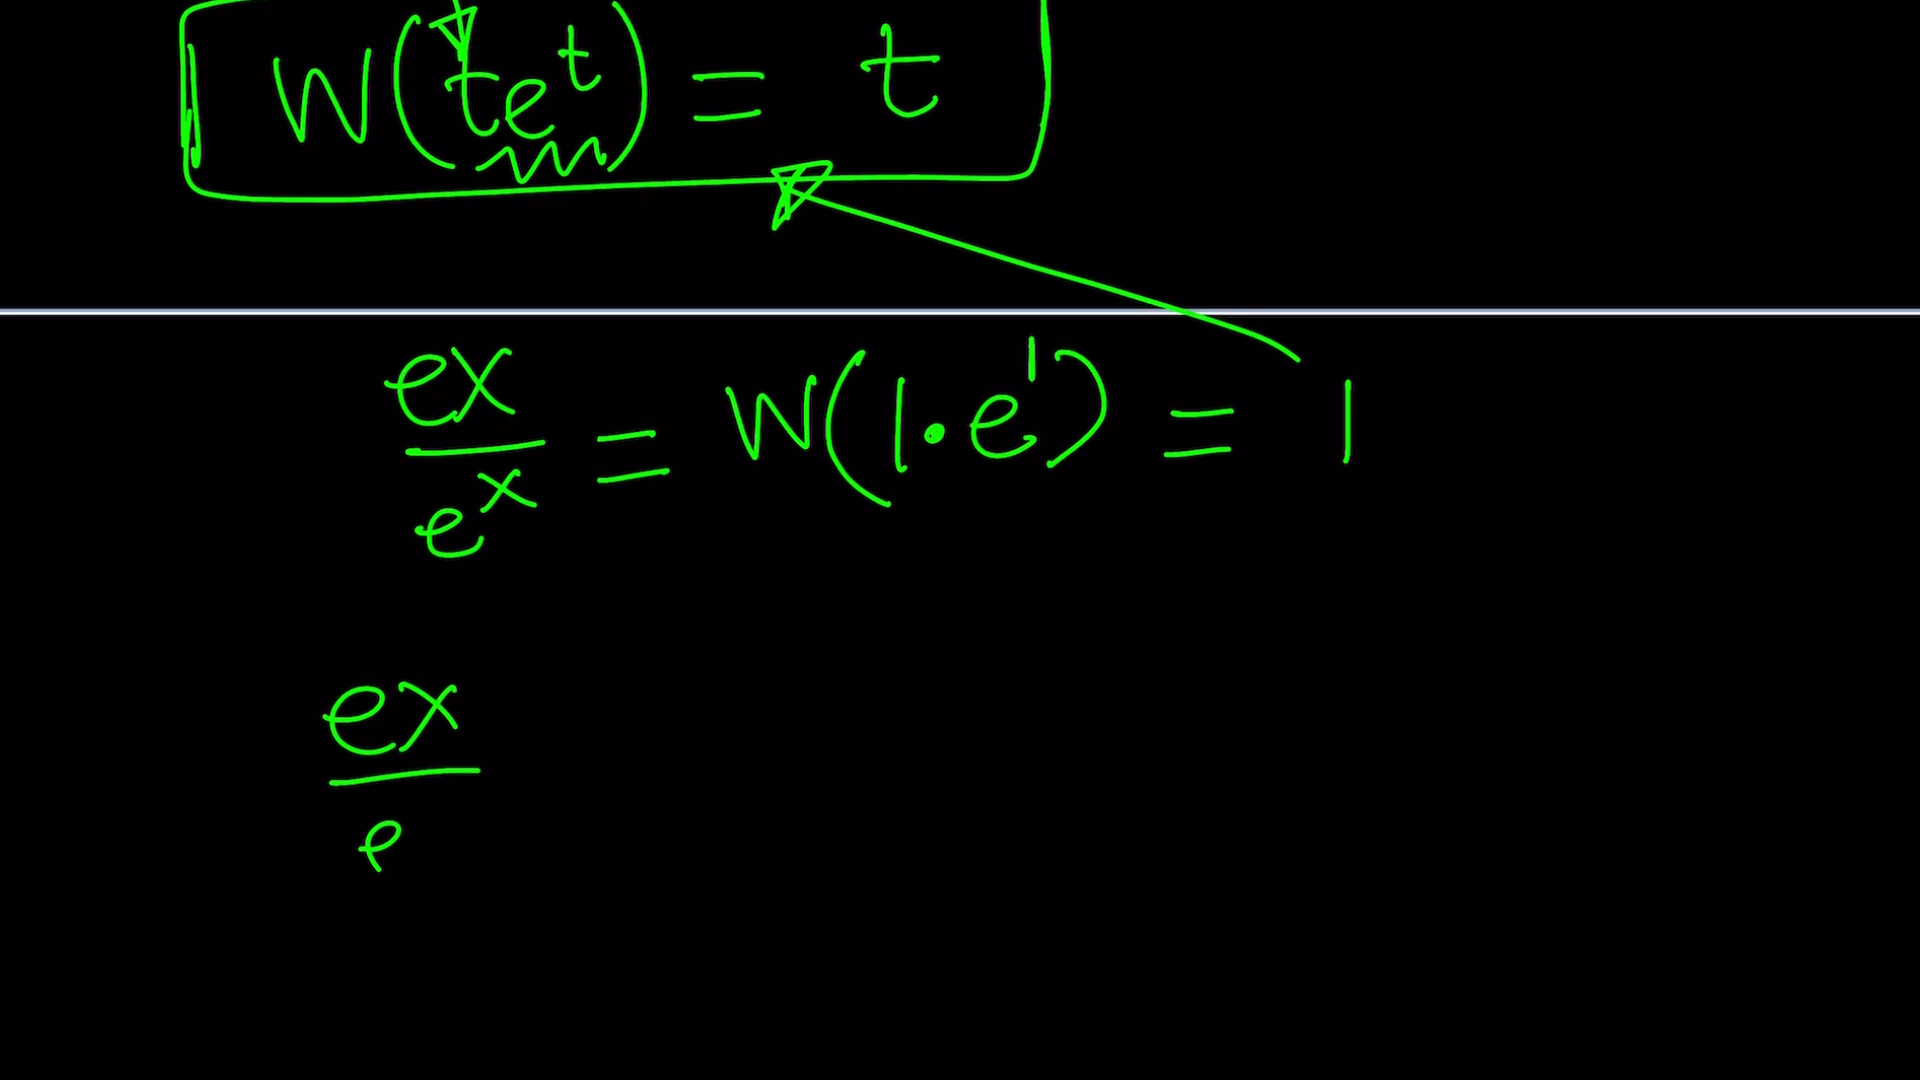 W(te^t) = t
ex/e^x = W(1·e^1) = 1
ex/e